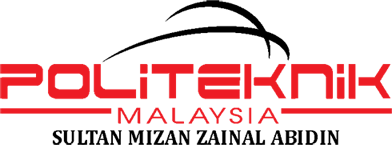 POLiTEKNiK
MALAYSIA
SULTAN MIZAN ZAINAL ABIDIN